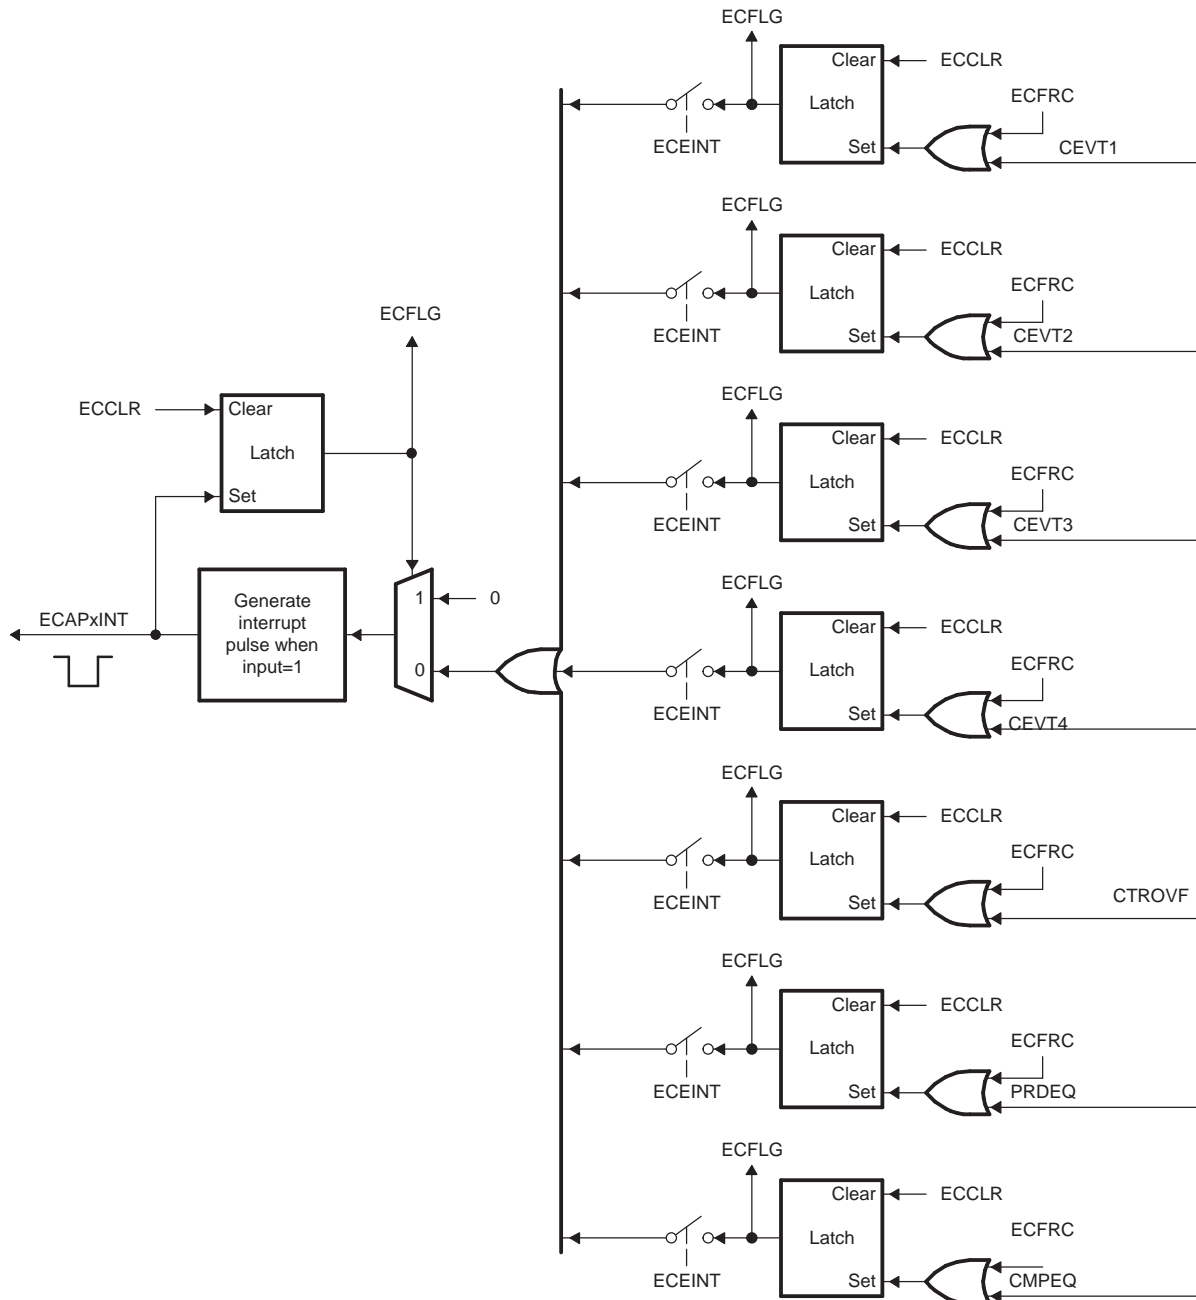 ECFLG
Clear
ECCLR
Latch
ECFRC
ECEINT
Set
CEVT1
ECFLG
Clear
ECCLR
Latch
ECFRC
ECEINT
Set
CEVT2
ECFLG
Clear
ECCLR
Latch
ECFRC
ECEINT
Set
CEVT3
ECFLG
ECCLR
Clear
Latch
Set
ECAPxINT
Generate
interrupt
pulse when
input=1
1
0
0
ECFLG
Clear
ECCLR
Latch
ECFRC
ECEINT
Set
CEVT4
ECFLG
Clear
ECCLR
Latch
ECFRC
ECEINT
Set
CTROVF
ECFLG
Clear
ECCLR
Latch
ECFRC
ECEINT
Set
PRDEQ
ECFLG
Clear
ECCLR
Latch
ECFRC
ECEINT
Set
CMPEQ